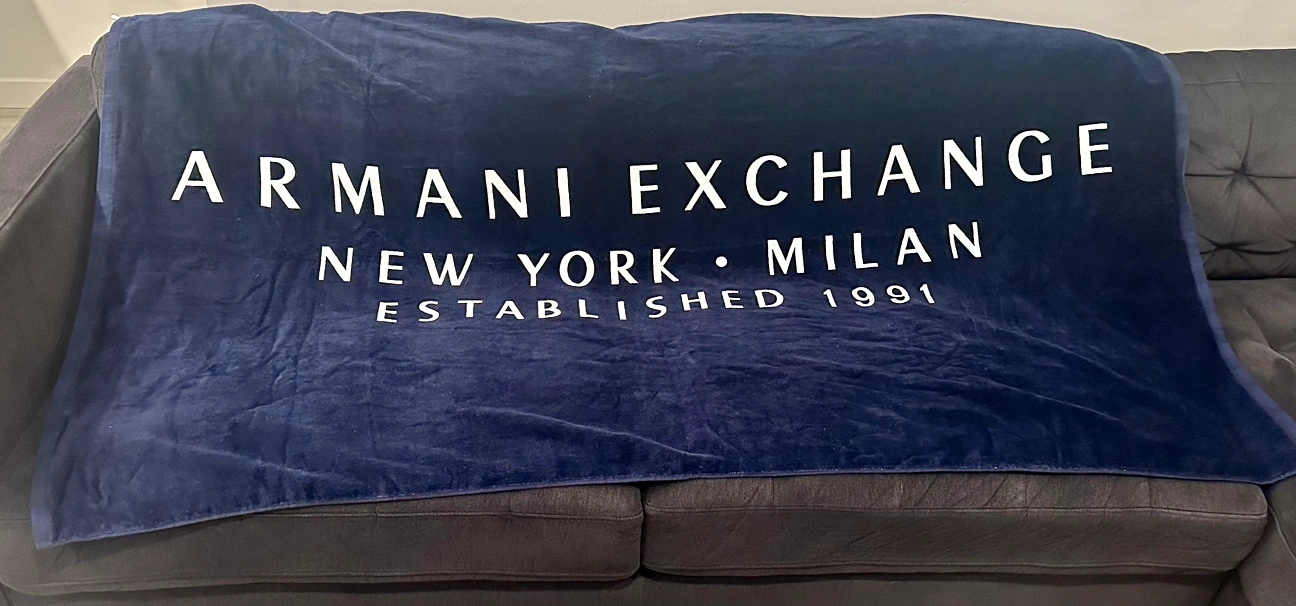 ARMANI EXCHANGE
NEW YORK • MILAN
ESTABLISHED 1991